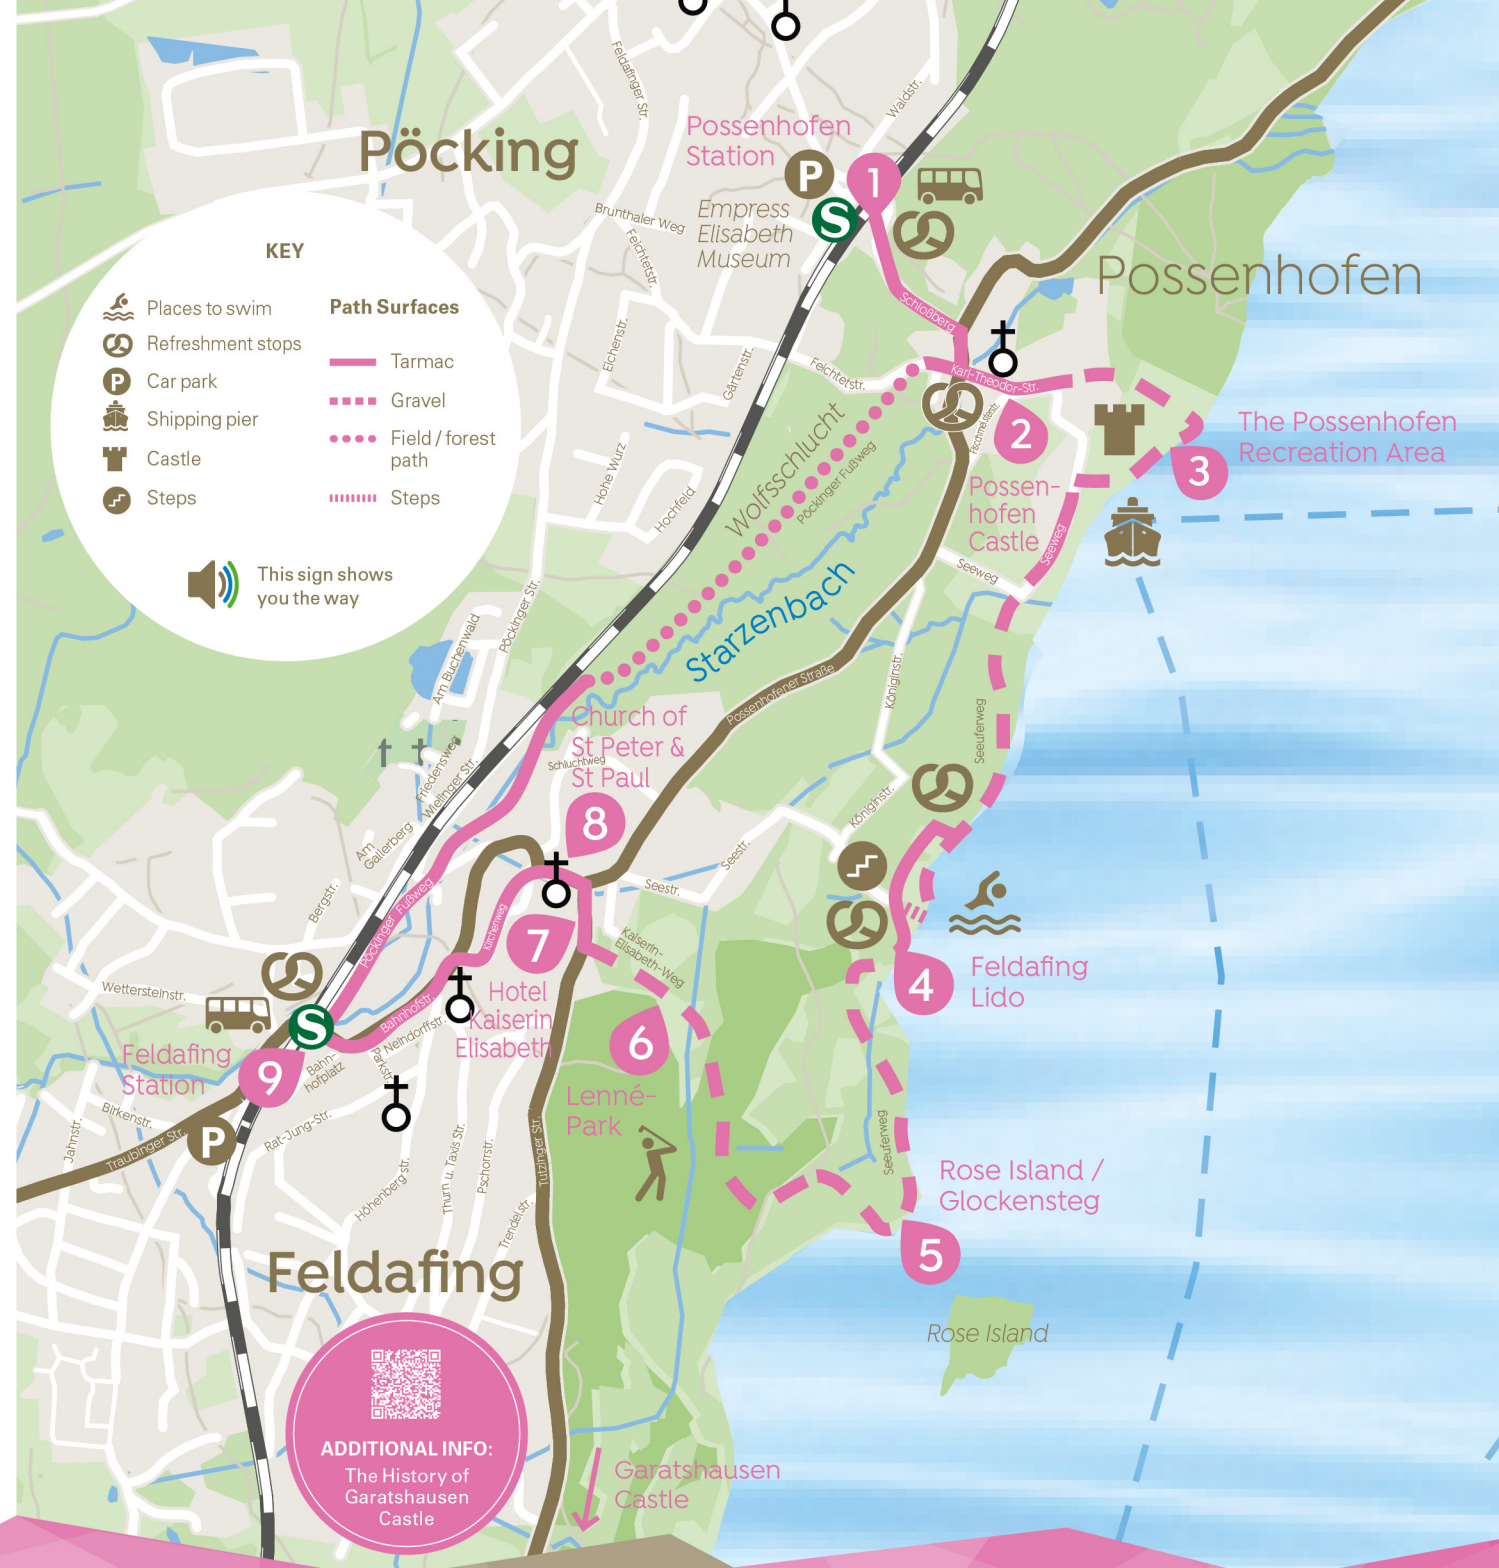 Feldafinger Str.
Waldstr.
Possenhofen
Station
P
1
S
Pöcking
Empress
Elisabeth
Museum
Brunthaler Weg
Feichtetstr.
Possenhofen
KEY
Places to swim
Refreshment stops
P
Car park
Shipping pier
Castle
Steps
Path Surfaces
Tarmac
Gravel
Field / forest
path
Steps
This sign shows
you the way
Schloßberg
Eichenstr.
Gartenstr.
Feichtetstr.
Karl-Theodor-Str.
Fischmeisterstr.
2
Possen-
hofen
Castle
The Possenhofen
Recreation Area
3
Wolfsschlucht
Pöckinger Fußweg
Hohe Wurz
Hochfeld
Seeweg
Seeweg
Starzenbach
Pöckinger Str.
Am Buchenwald
Königinstr.
Possenhofener Straße
Seeuferweg
Church of
St Peter &
St Paul
Schluchtweg
8
Friedensweg
Wielinger Str.
Am
Gallerberg
Königinstr.
Seestr.
Seestr.
Bergstr.
Pöckinger Fußweg
Kirchenweg
7
Kaiserin-
Elisabeth-Weg
4
Feldafing
Lido
Hotel
Kaiserin
Elisabeth
Wettersteinstr.
S
Bahnhofstr.
Neindorffstr.
Parkstr.
Bahn-
hofplatz
Feldafing
Station
9
6
Lenné-
Park
Birkenstr.
Jahnstr.
Traubinger Str.
P
Rat-Jung-Str.
Höhenberg str.
Thurn u. Taxis Str.
Pschorrstr.
Trendelstr.
Tutzinger Str.
Seeuferweg
Rose Island /
Glockensteg
5
Feldafing
Rose Island
ADDITIONAL INFO:
The History of
Garatshausen
Castle
Garatshausen
Castle